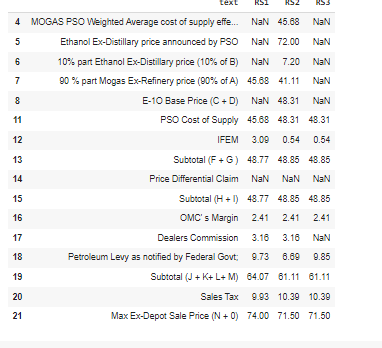 text RS1 RS2 RS3
4 MOGAS PSO Weighted Average cost of supply effe... NaN 45.68 NaN
5 Ethanol Ex-Distillary price announced by PSO NaN 72.00 NaN
6 10% part Ethanol Ex-Distillary price (10% of B) NaN 7.20 NaN
7 90 % part Mogas Ex-Refinery price (90% of A) 45.68 41.11 NaN
8 E-1O Base Price (C + D) NaN 48.31 NaN
11 PSO Cost of Supply 45.68 48.31 48.31
12 IFEM 3.09 0.54 0.54
13 Subtotal (F + G ) 48.77 48.85 48.85
14 Price Differential Claim NaN NaN NaN
15 Subtotal (H + I) 48.77 48.85 48.85
16 OMC' s Margin 2.41 2.41 2.41
17 Dealers Commission 3.16 3.16 NaN
18 Petroleum Levy as notified by Federal Govt; 9.73 6.69 9.85
19 Subtotal (J + K+ L+ M) 64.07 61.11 61.11
20 Sales Tax 9.93 10.39 10.39
21 Max Ex-Depot Sale Price (N + 0) 74.00 71.50 71.50